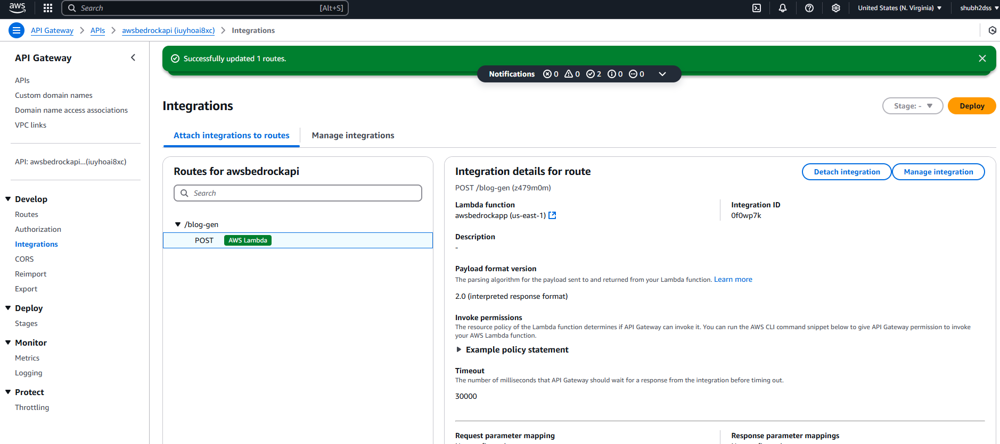 aws
Search
[Alt+S]
United States (N. Virginia)
shubh2dss
API Gateway
APIs
awsbedrockapi (iuyhoai8xc)
Integrations
API Gateway
APIs
Custom domain names
Domain name access associations
VPC links
API: awsbedrockapi...(iuyhoai8xc)
Develop
Routes
Authorization
Integrations
CORS
Reimport
Export
Deploy
Stages
Monitor
Metrics
Logging
Protect
Throttling
Successfully updated 1 routes.
Notifications 0 0 2 0 0
Integrations
Stage: -
Deploy
Attach integrations to routes
Manage integrations
Routes for awsbedrockapi
Search
/blog-gen
POST AWS Lambda
Integration details for route
Detach integration
Manage integration
POST /blog-gen (z479m0m)
Lambda function
awsbedrockapp (us-east-1)
Integration ID
0f0wp7k
Description
-
Payload format version
The parsing algorithm for the payload sent to and returned from your Lambda function. Learn more
2.0 (interpreted response format)
Invoke permissions
The resource policy of the Lambda function determines if API Gateway can invoke it. You can run the AWS CLI command snippet below to give API Gateway permission to invoke
your AWS Lambda function.
Example policy statement
Timeout
The number of milliseconds that API Gateway should wait for a response from the integration before timing out.
30000
Request parameter mapping
Response parameter mappings